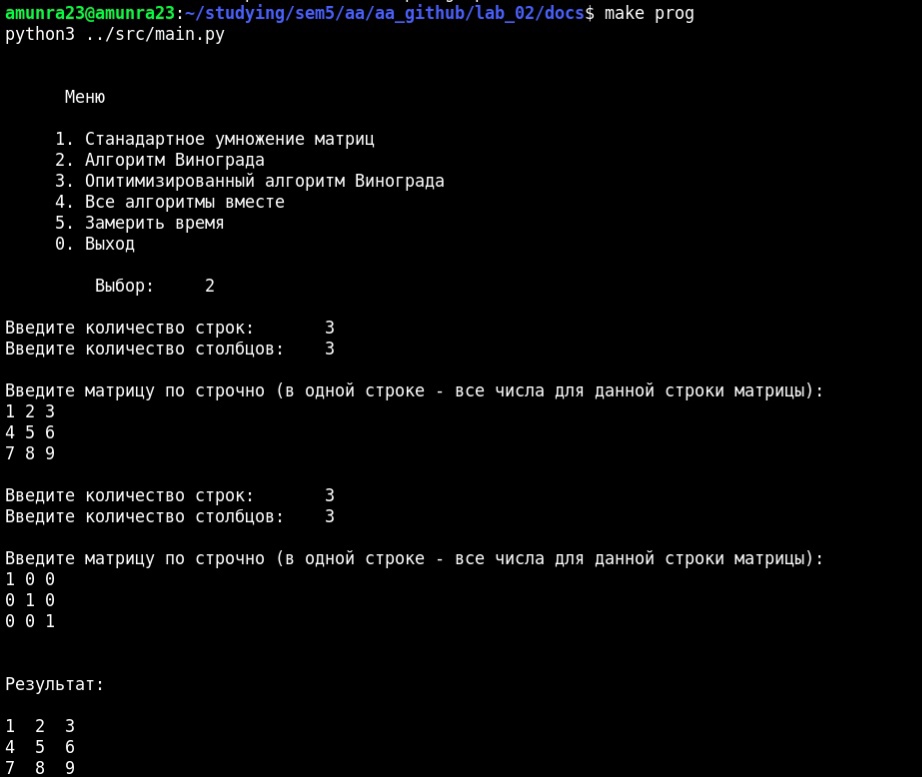 amunra23@amunra23:~/studying/sem5/aa/aa_github/lab_02/docs$ make prog
python3 ../src/main.py
Меню
1. Станадартное умножение матриц
2. Алгоритм Винограда
3. Опитимизированный алгоритм Винограда
4. Все алгоритмы вместе
5. Замерить время
0. Выход
Выбор: 2
Введите количество строк: 3
Введите количество столбцов: 3
Введите матрицу по строчно (в одной строке - все числа для данной строки матрицы):
1 2 3
4 5 6
7 8 9
Введите количество строк: 3
Введите количество столбцов: 3
Введите матрицу по строчно (в одной строке - все числа для данной строки матрицы):
1 0 0
0 1 0
0 0 1
Результат:
1 2 3
4 5 6
7 8 9